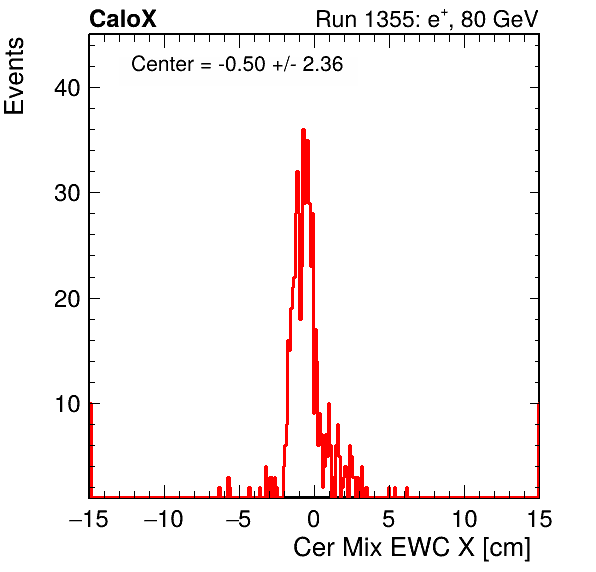 CaloX Run 1355: e⁺, 80 GeV
Center = -0.50 +/- 2.36
Events
40
30
20
10
−15 −10 −5 0 5 10 15
Cer Mix EWC X [cm]